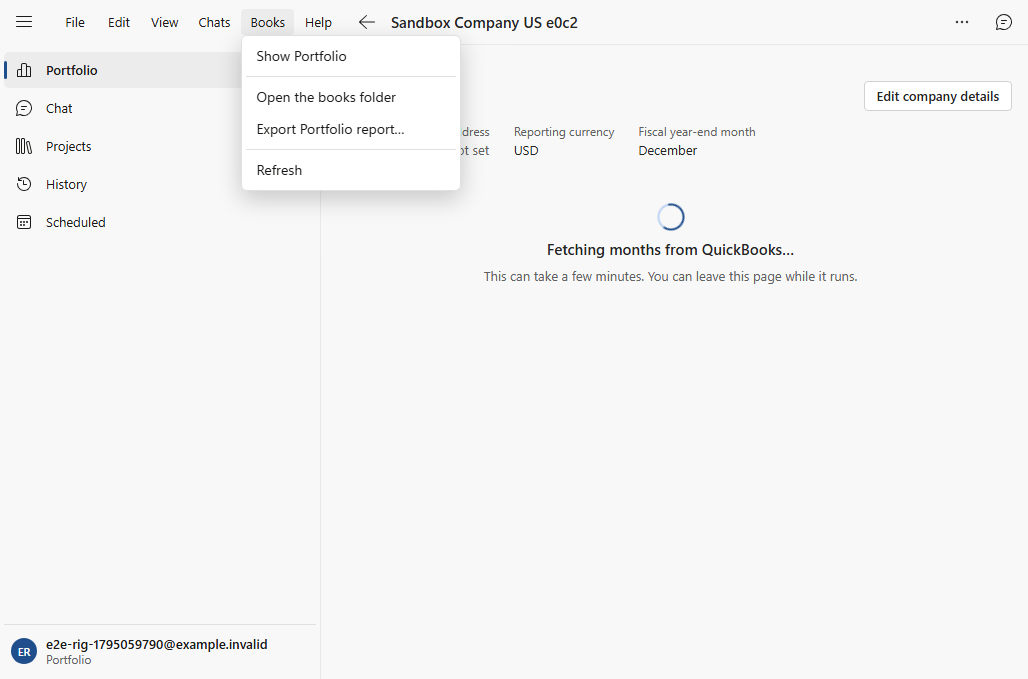 File Edit View Chats Books Help Sandbox Company US e0c2
Show Portfolio
Open the books folder
Export Portfolio report...
Refresh
Portfolio
Chat
Projects
History
Scheduled
Edit company details
dress Reporting currency Fiscal year-end month
ot set USD December
Fetching months from QuickBooks...
This can take a few minutes. You can leave this page while it runs.
ER
e2e-rig-1795059790@example.invalid
Portfolio